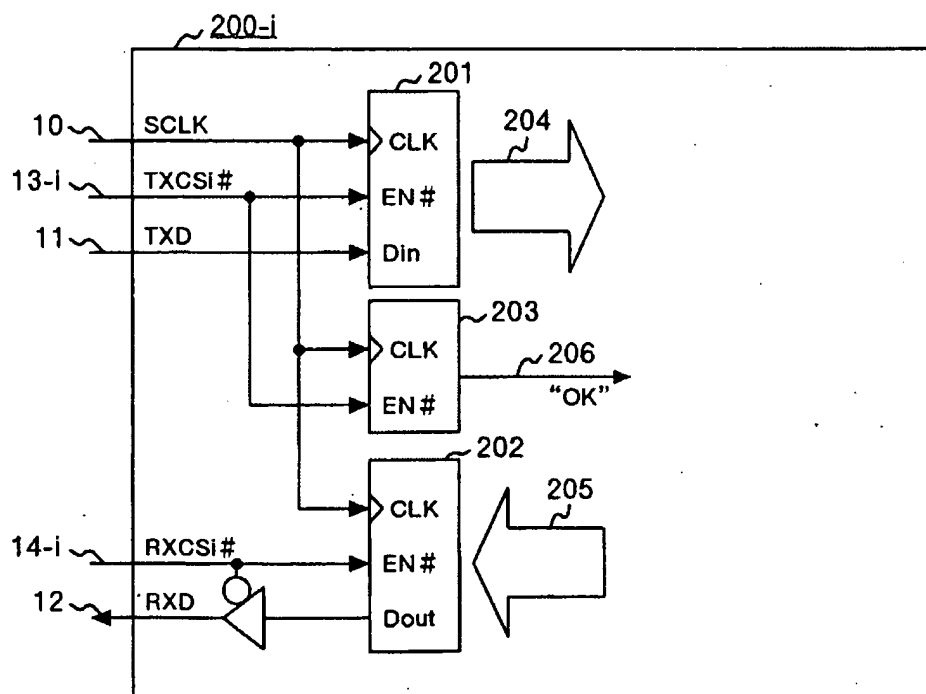 200-i
201
10 SCLK CLK 204
13-i TXCSi# EN#
11 TXD Din
203
CLK 206
EN# “OK”
202
CLK 205
14-i RXCSi# EN#
12 RXD Dout